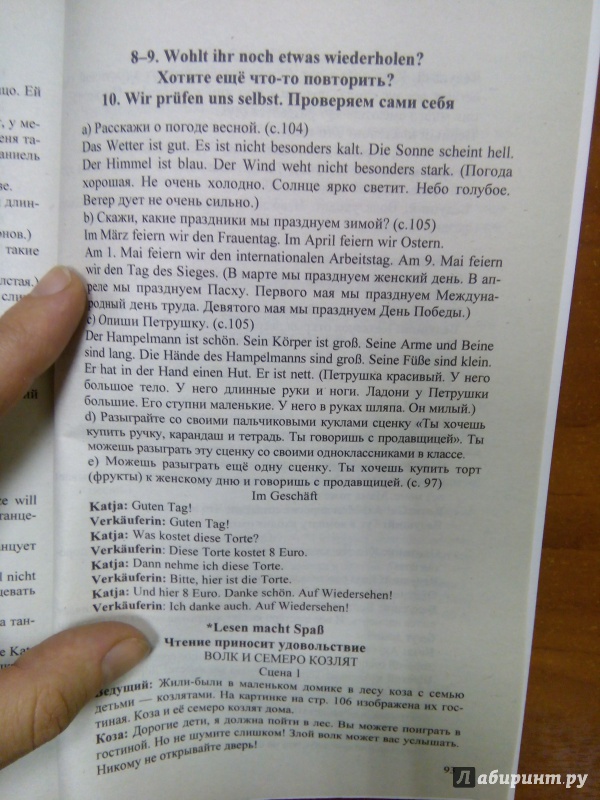 8–9. Wohlt ihr noch etwas wiederholen?
Хотите ещё что-то повторить?
10. Wir prüfen uns selbst. Проверяем сами себя
a) Расскажи о погоде весной. (с.104)
Das Wetter ist gut. Es ist nicht besonders kalt. Die Sonne scheint hell.
Der Himmel ist blau. Der Wind weht nicht besonders stark. (Погода
хорошая. Не очень холодно. Солнце ярко светит. Небо голубое.
Ветер дует не очень сильно.)
b) Скажи, какие праздники мы празднуем зимой? (с.105)
Im März feiern wir den Frauentag. Im April feiern wir Ostern.
Am 1. Mai feiern wir den internationalen Arbeitstag. Am 9. Mai feiern
wir den Tag des Sieges. (В марте мы празднуем женский день. В ап-
реле мы празднуем Пасху. Первого мая мы празднуем Междуна-
родный день труда. Девятого мая мы празднуем День Победы.)
c) Опиши Петрушку. (с.105)
Der Hampelmann ist schön. Sein Körper ist groß. Seine Arme und Beine
sind lang. Die Hände des Hampelmanns sind groß. Seine Füße sind klein.
Er hat in der Hand einen Hut. Er ist nett. (Петрушка красивый. У него
большое тело. У него длинные руки и ноги. Ладони у Петрушки
большие. Его ступни маленькие. У него в руках шляпа. Он милый.)
d) Разыграйте со своими пальчиковыми куклами сценку «Ты хочешь
купить ручку, карандаш и тетрадь. Ты говоришь с продавщицей». Ты
можешь разыграть эту сценку со своими одноклассниками в классе.
e) Можешь разыграть ещё одну сценку. Ты хочешь купить торт
(фрукты) к женскому дню и говоришь с продавщицей. (с. 97)
Im Geschäft
Katja: Guten Tag!
Verkäuferin: Guten Tag!
Katja: Was kostet diese Torte?
Verkäuferin: Diese Torte kostet 8 Euro.
Katja: Dann nehme ich diese Torte.
Verkäuferin: Bitte, hier ist die Torte.
Katja: Und hier 8 Euro. Danke schön. Auf Wiedersehen!
Verkäuferin: Ich danke auch. Auf Wiedersehen!
*Lesen macht Spaß
Чтение приносит удовольствие
ВОЛК И СЕМЕРО КОЗЛЯТ
Сцена 1
Ведущий: Жили-были в маленьком домике в лесу коза с семью
детьми — козлятами. На картинке на стр. 106 изображена их гос-
тиная. Коза и её семеро козлят дома.
Коза: Дорогие дети, я должна пойти в лес. Вы можете поиграть в
гостиной. Но не шумите слишком! Злой волк может вас услышать.
Никому не открывайте дверь!
Лабиринт.ру